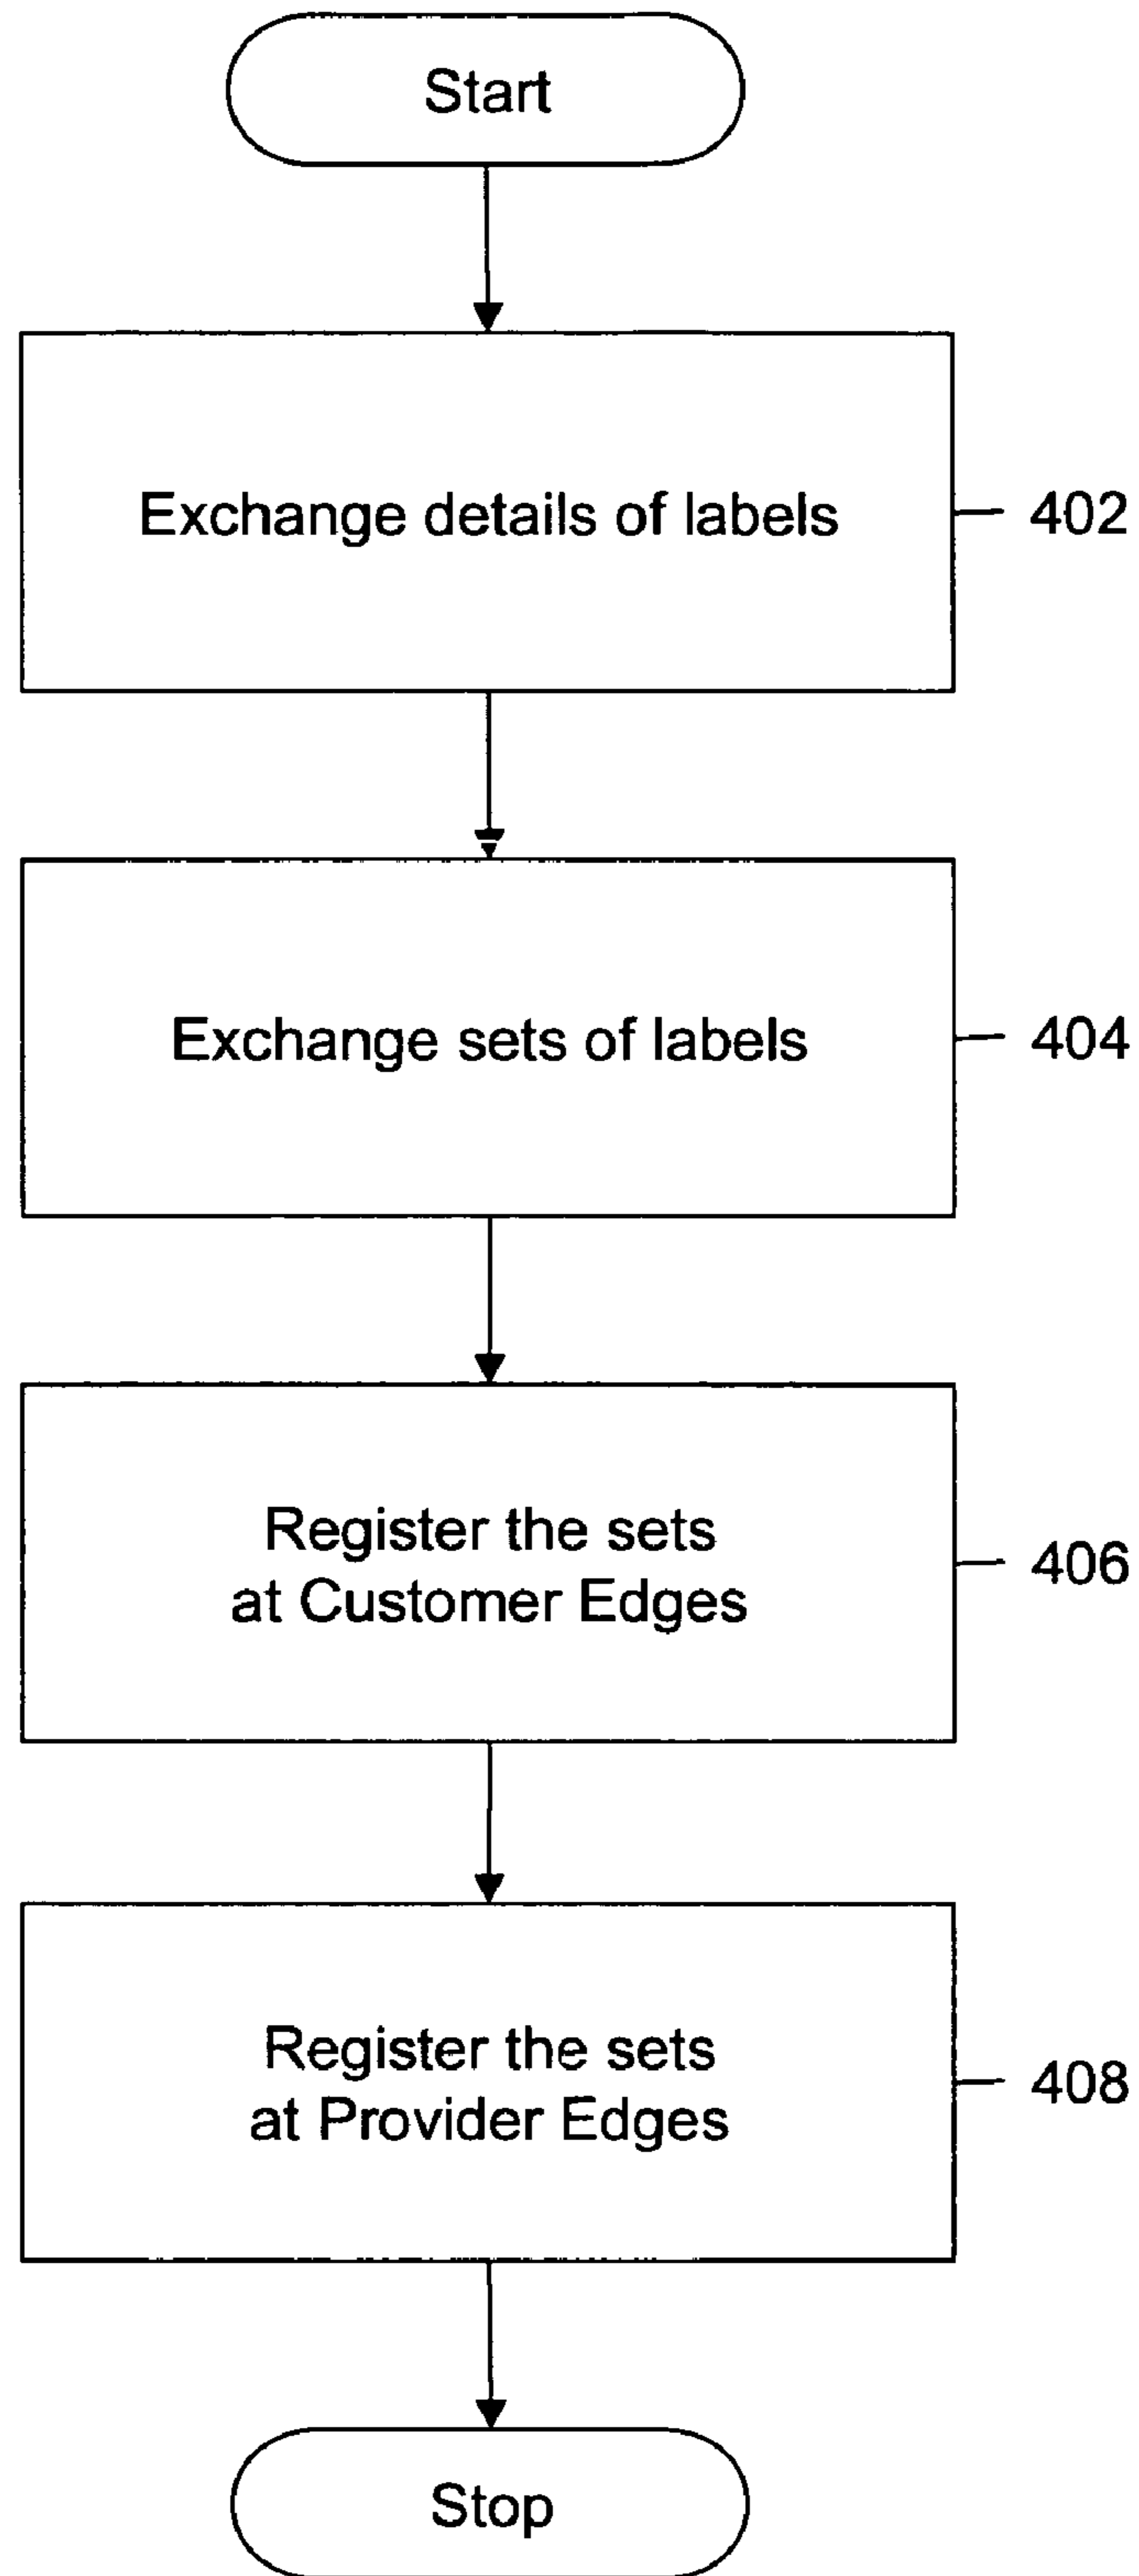 Start
Exchange details of labels
402
Exchange sets of labels
404
Register the sets
at Customer Edges
406
Register the sets
at Provider Edges
408
Stop